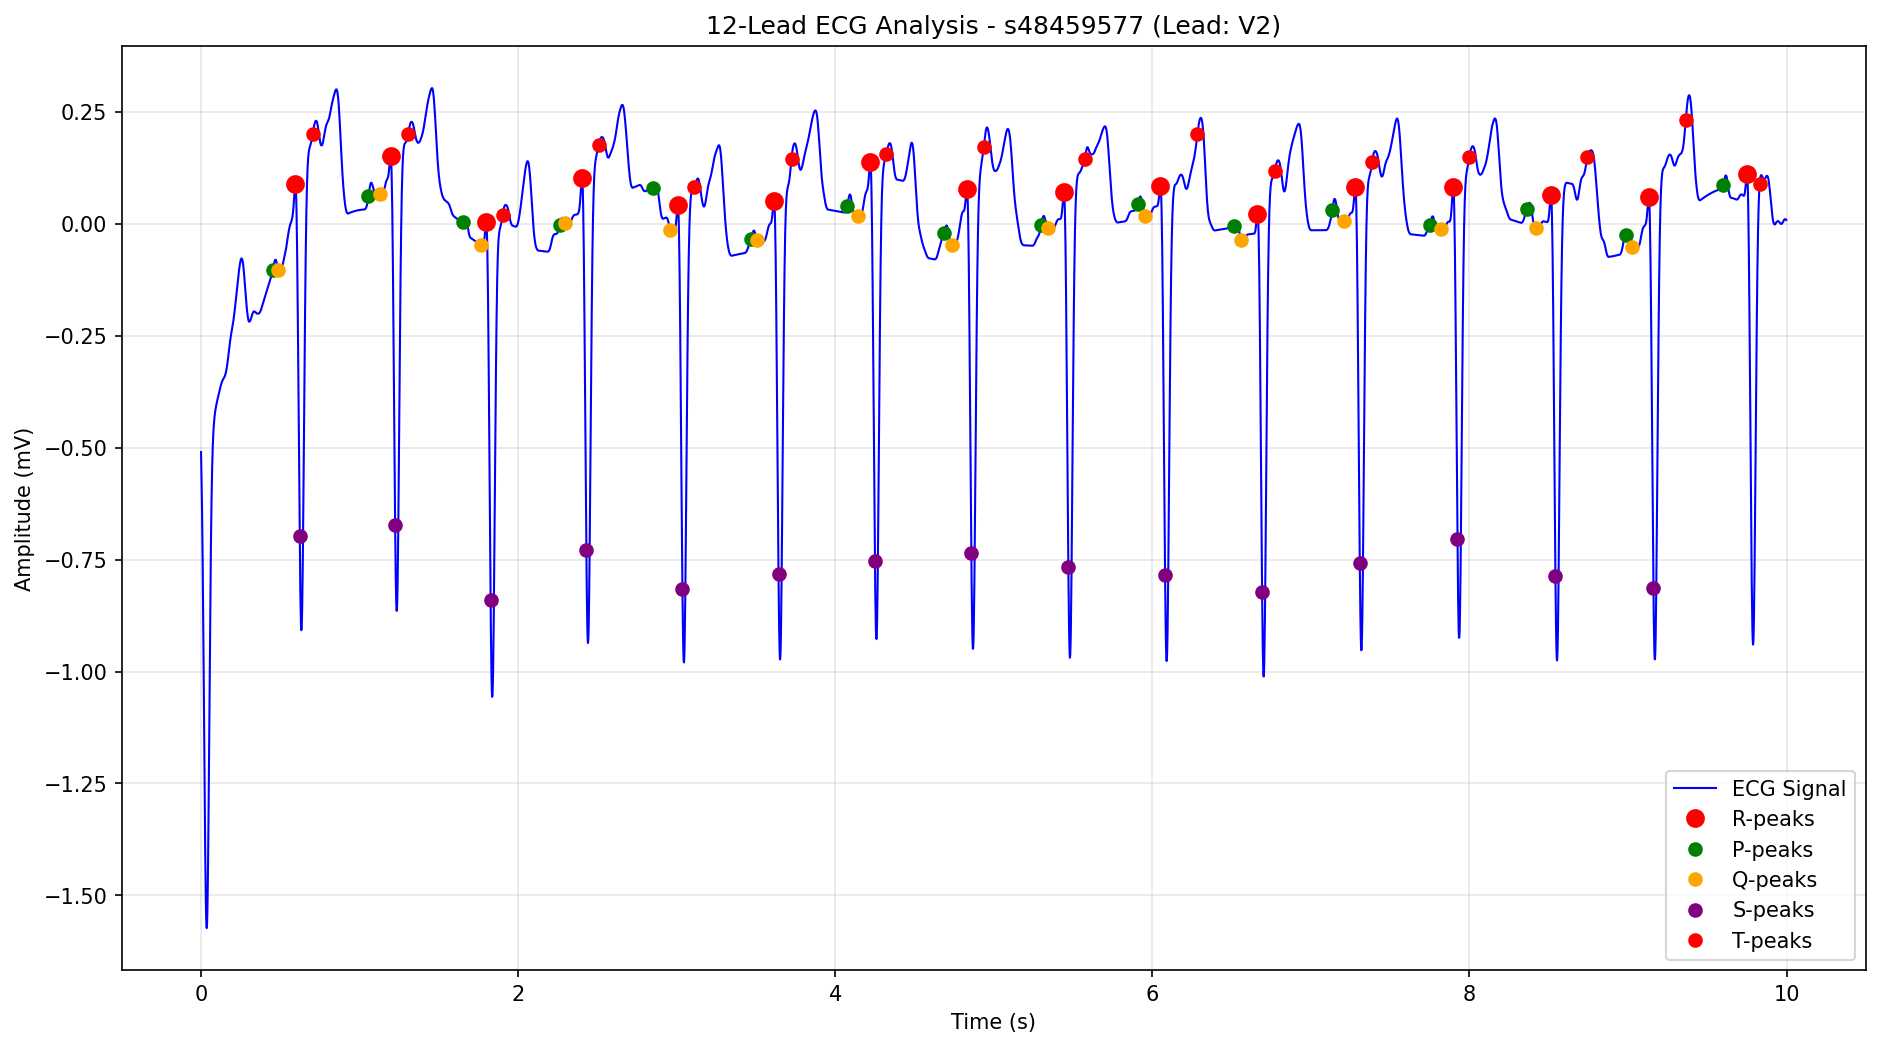 12-Lead ECG Analysis - s48459577 (Lead: V2)
Amplitude (mV)
0.25
0.00
−0.25
−0.50
−0.75
−1.00
−1.25
−1.50
ECG Signal
R-peaks
P-peaks
Q-peaks
S-peaks
T-peaks
0 2 4 6 8 10
Time (s)